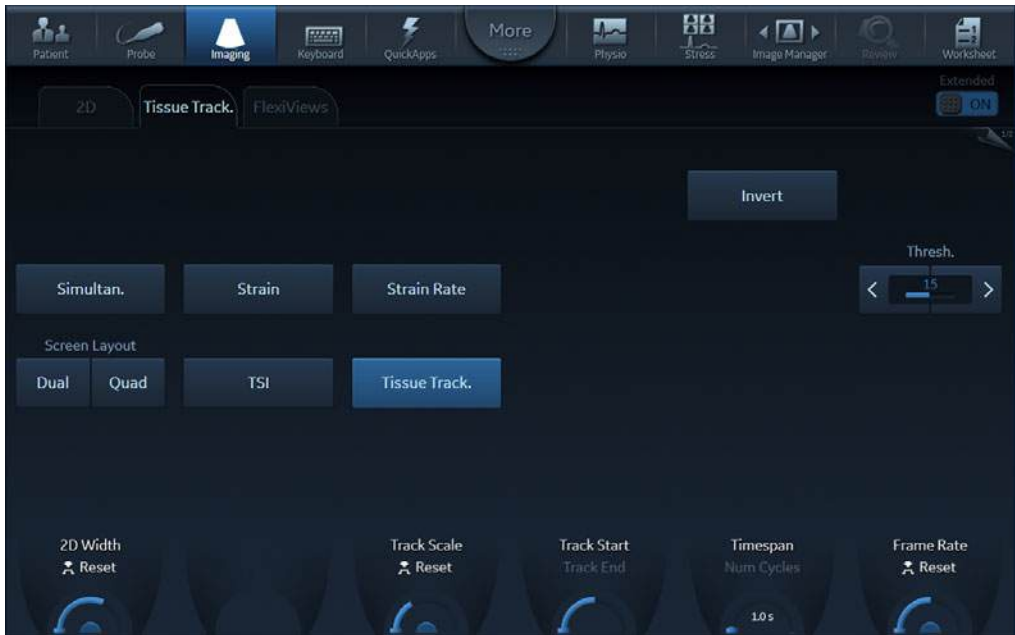 Patient
Probe
Imaging
Keyboard
QuickApps
More
Physio
Stress
Image Manager
Review
Worksheet
2D
Tissue Track.
FlexiViews
Extended
ON
1/2
Invert
Thresh.
Simultan.
Strain
Strain Rate
< 15 >
Screen Layout
Dual
Quad
TSI
Tissue Track.
2D Width
Reset
Track Scale
Reset
Track Start
Track End
Timespan
Num Cycles
Frame Rate
Reset
1.0 s